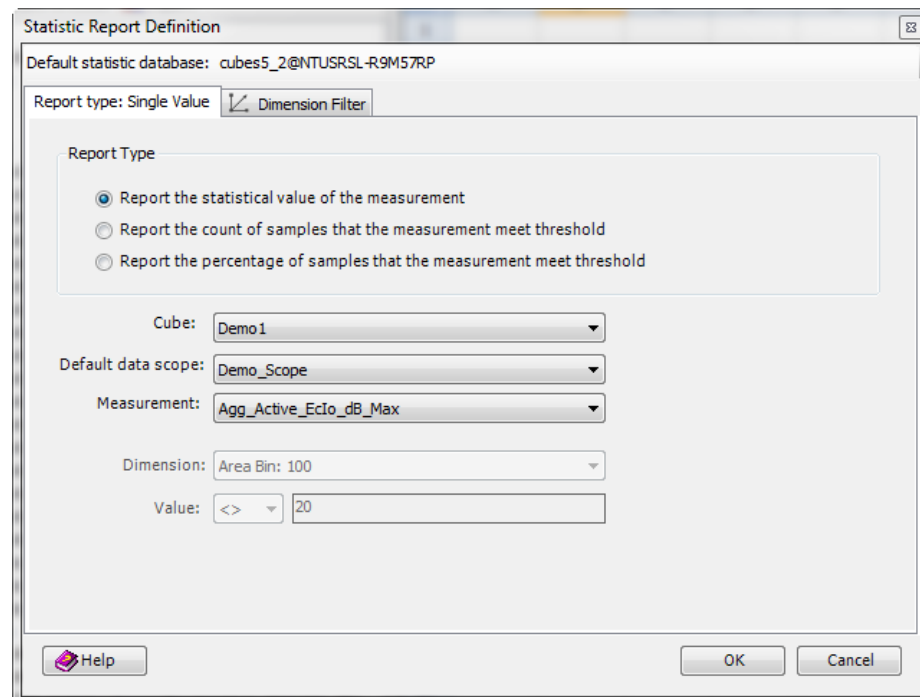 Statistic Report Definition
Default statistic database: cubes5_2@NTUSRSL-R9M57RP
Report type: Single Value Dimension Filter
Report Type
Report the statistical value of the measurement
Report the count of samples that the measurement meet threshold
Report the percentage of samples that the measurement meet threshold
Cube: Demo1
Default data scope: Demo_Scope
Measurement: Agg_Active_EcIo_dB_Max
Dimension: Area Bin: 100
Value: <> 20
Help OK Cancel